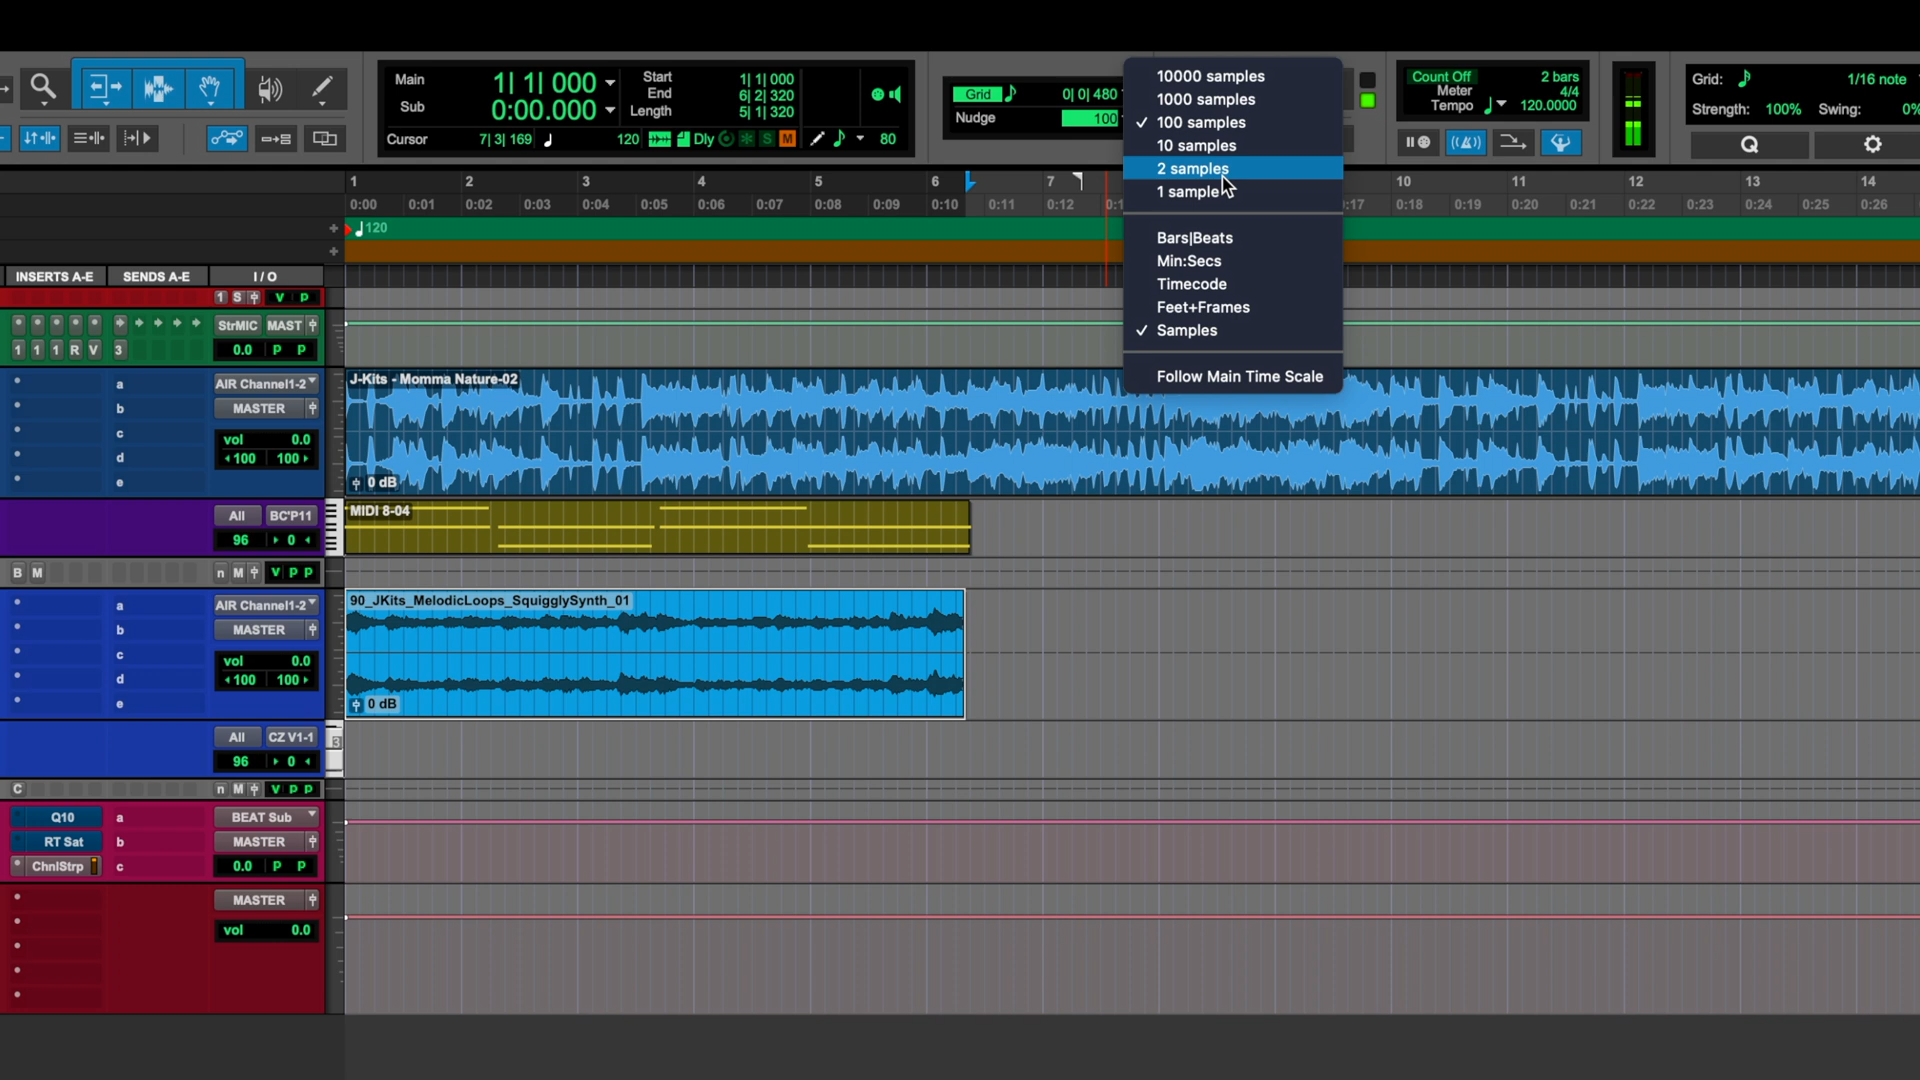 Main 1| 1| 000
Sub 0:00.000
Start 1| 1| 000
End 6| 2| 320
Length 5| 1| 320
Cursor 7| 3| 169 120 Dly S M 80
Grid 0| 0| 480
Nudge 100
10000 samples
1000 samples
✓ 100 samples
10 samples
2 samples
1 sample
Bars|Beats
Min:Secs
Timecode
Feet+Frames
✓ Samples
Follow Main Time Scale
Count Off 2 bars
Meter 4/4
Tempo 120.0000
Grid: 1/16 note
Strength: 100% Swing: 0%
Q
1 2 3 4 5 6 7 10 11 12 13 14
0:00 0:01 0:02 0:03 0:04 0:05 0:06 0:07 0:08 0:09 0:10 0:11 0:12 0:1 :17 0:18 0:19 0:20 0:21 0:22 0:23 0:24 0:25 0:26
+ 120
+
INSERTS A-E SENDS A-E I / O
1 S V P
StrMIC MAST
1 1 1 R V 3 0.0 P P
a AIR Channel1-2
b MASTER
c vol 0.0
d 100 100
e
J-Kits - Momma Nature-02
0 dB
All BC'P11
96 0
MIDI 8-04
B M n M V P P
a AIR Channel1-2
b MASTER
c vol 0.0
d 100 100
e
90_JKits_MelodicLoops_SquigglySynth_01
0 dB
All CZ V1-1
96 0
3
C n M V P P
Q10 a BEAT Sub
RT Sat b MASTER
ChnlStrp c 0.0 P P
MASTER
vol 0.0